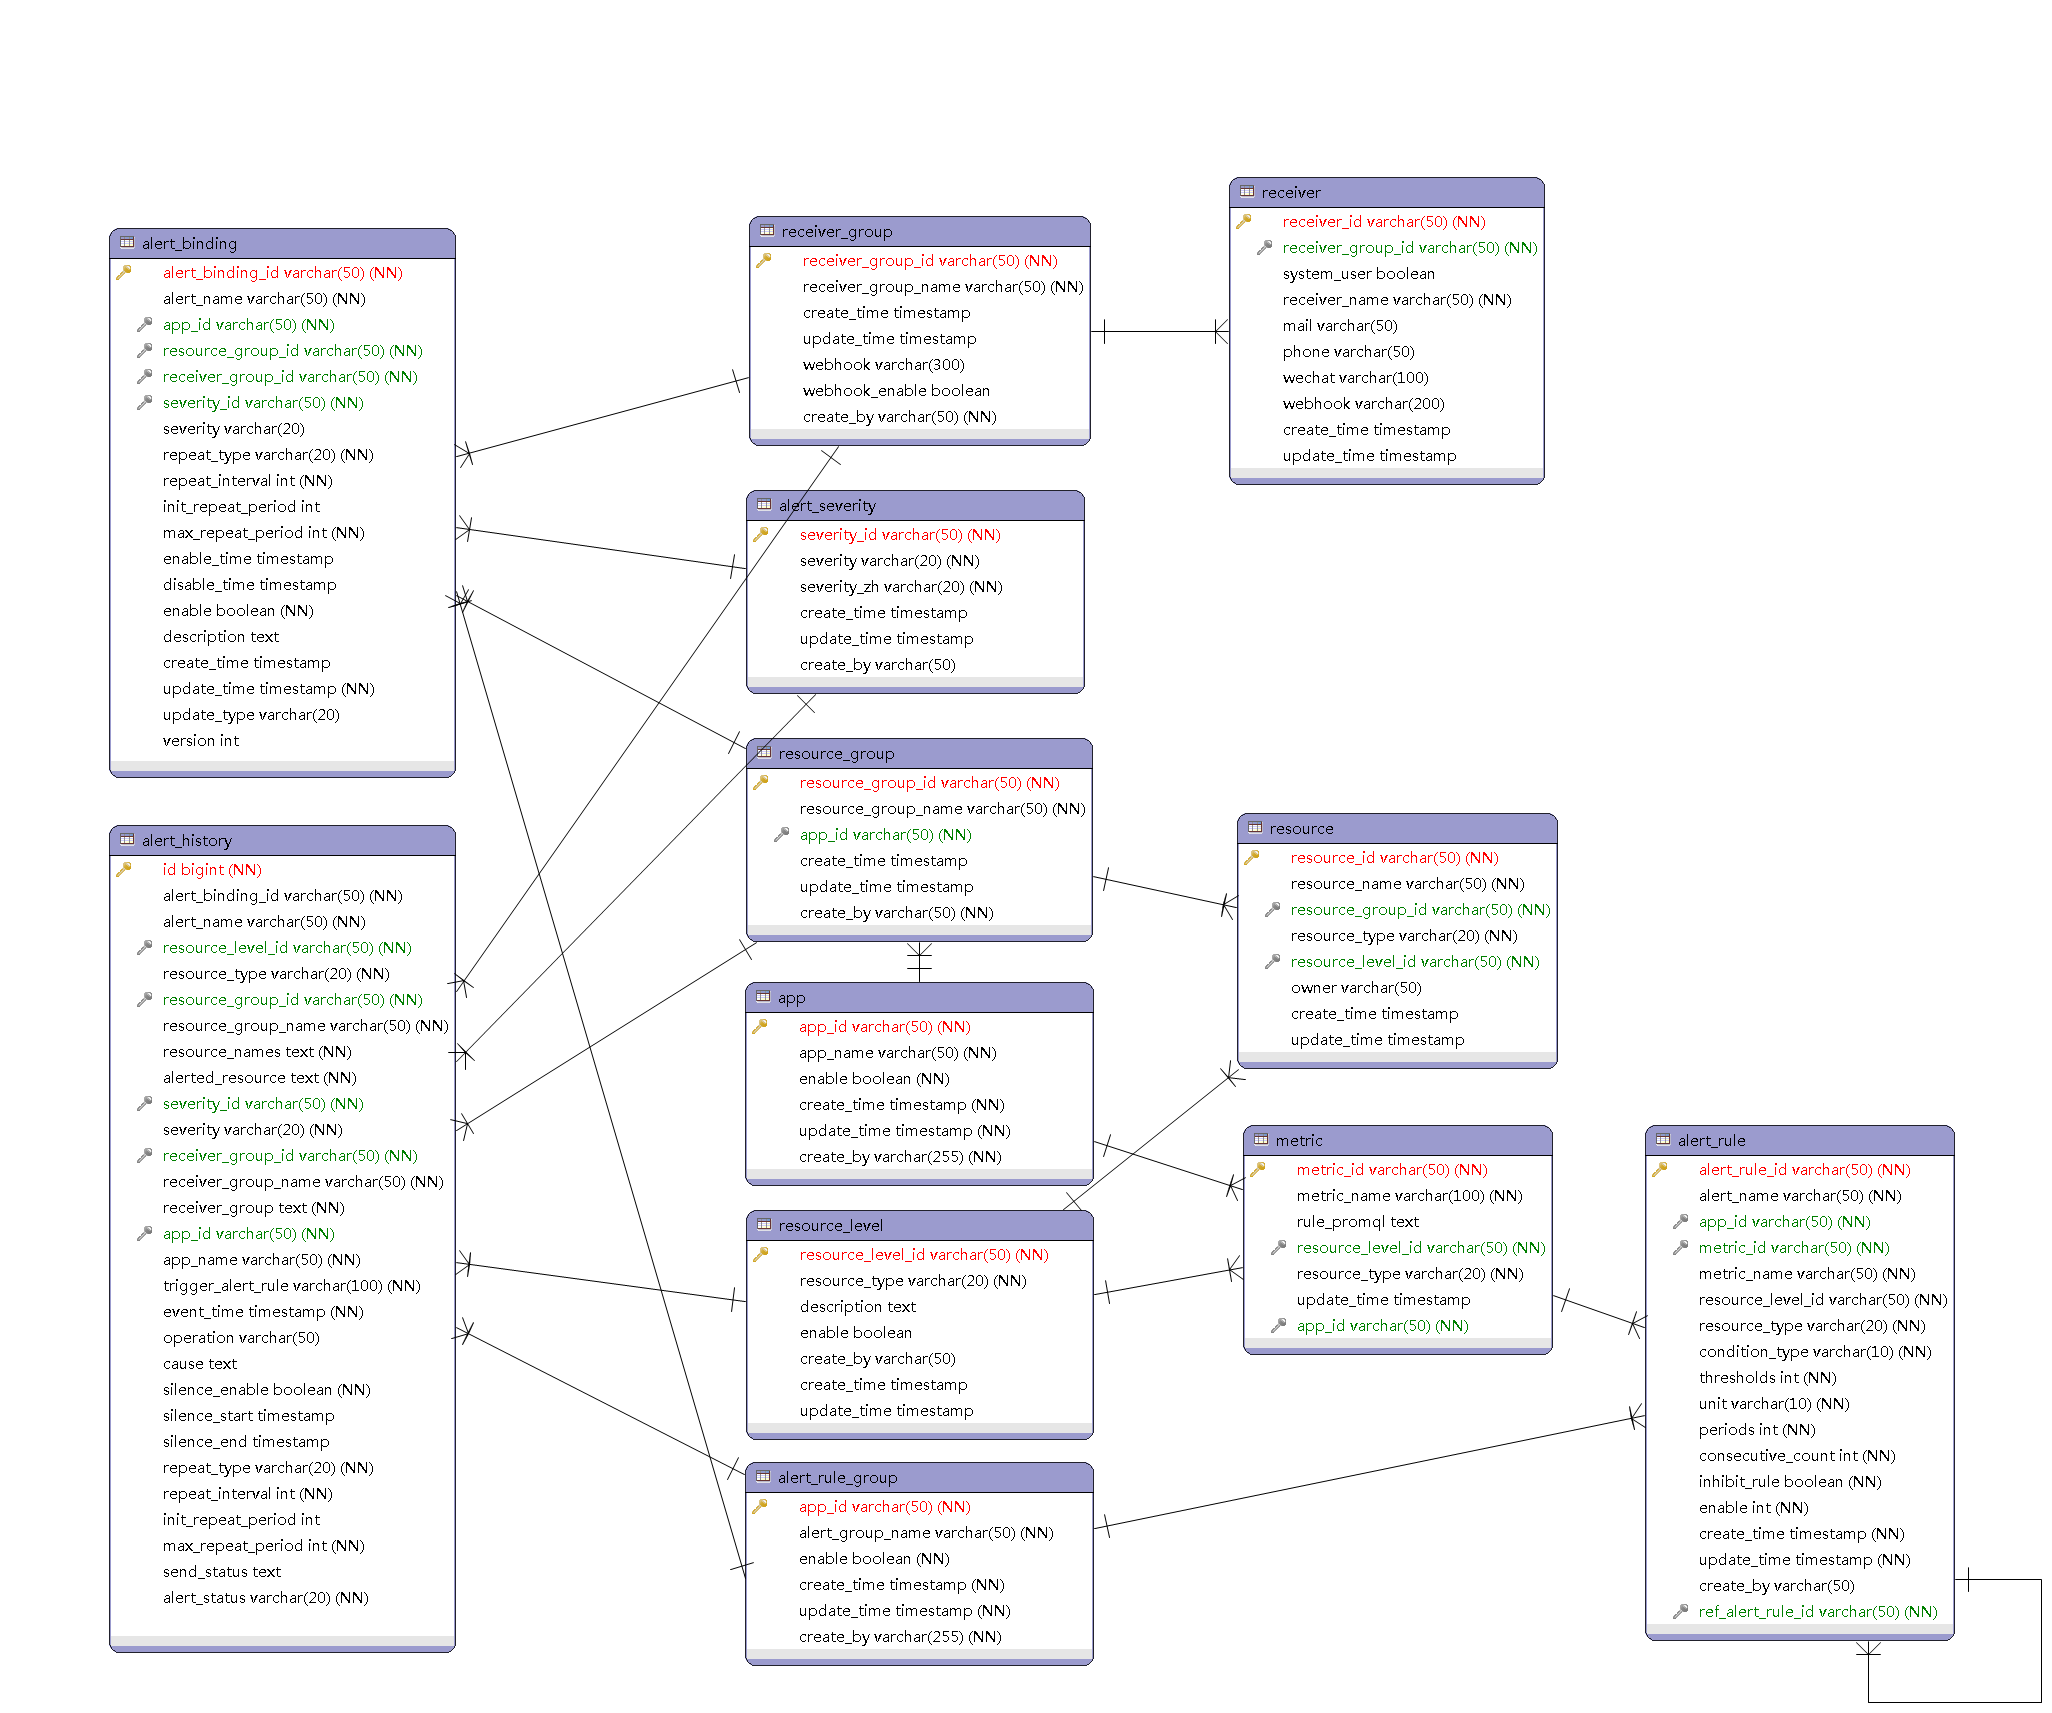 alert_binding
alert_binding_id varchar(50) (NN)
alert_name varchar(50) (NN)
app_id varchar(50) (NN)
resource_group_id varchar(50) (NN)
receiver_group_id varchar(50) (NN)
severity_id varchar(50) (NN)
severity varchar(20)
repeat_type varchar(20) (NN)
repeat_interval int (NN)
init_repeat_period int
max_repeat_period int (NN)
enable_time timestamp
disable_time timestamp
enable boolean (NN)
description text
create_time timestamp
update_time timestamp (NN)
update_type varchar(20)
version int
alert_history
id bigint (NN)
alert_binding_id varchar(50) (NN)
alert_name varchar(50) (NN)
resource_level_id varchar(50) (NN)
resource_type varchar(20) (NN)
resource_group_id varchar(50) (NN)
resource_group_name varchar(50) (NN)
resource_names text (NN)
alerted_resource text (NN)
severity_id varchar(50) (NN)
severity varchar(20) (NN)
receiver_group_id varchar(50) (NN)
receiver_group_name varchar(50) (NN)
receiver_group text (NN)
app_id varchar(50) (NN)
app_name varchar(50) (NN)
trigger_alert_rule varchar(100) (NN)
event_time timestamp (NN)
operation varchar(50)
cause text
silence_enable boolean (NN)
silence_start timestamp
silence_end timestamp
repeat_type varchar(20) (NN)
repeat_interval int (NN)
init_repeat_period int
max_repeat_period int (NN)
send_status text
alert_status varchar(20) (NN)
receiver_group
receiver_group_id varchar(50) (NN)
receiver_group_name varchar(50) (NN)
create_time timestamp
update_time timestamp
webhook varchar(300)
webhook_enable boolean
create_by varchar(50) (NN)
alert_severity
severity_id varchar(50) (NN)
severity varchar(20) (NN)
severity_zh varchar(20) (NN)
create_time timestamp
update_time timestamp
create_by varchar(50)
resource_group
resource_group_id varchar(50) (NN)
resource_group_name varchar(50) (NN)
app_id varchar(50) (NN)
create_time timestamp
update_time timestamp
create_by varchar(50) (NN)
app
app_id varchar(50) (NN)
app_name varchar(50) (NN)
enable boolean (NN)
create_time timestamp (NN)
update_time timestamp (NN)
create_by varchar(255) (NN)
resource_level
resource_level_id varchar(50) (NN)
resource_type varchar(20) (NN)
description text
enable boolean
create_by varchar(50)
create_time timestamp
update_time timestamp
alert_rule_group
app_id varchar(50) (NN)
alert_group_name varchar(50) (NN)
enable boolean (NN)
create_time timestamp (NN)
update_time timestamp (NN)
create_by varchar(255) (NN)
receiver
receiver_id varchar(50) (NN)
receiver_group_id varchar(50) (NN)
system_user boolean
receiver_name varchar(50) (NN)
mail varchar(50)
phone varchar(50)
wechat varchar(100)
webhook varchar(200)
create_time timestamp
update_time timestamp
resource
resource_id varchar(50) (NN)
resource_name varchar(50) (NN)
resource_group_id varchar(50) (NN)
resource_type varchar(20) (NN)
resource_level_id varchar(50) (NN)
owner varchar(50)
create_time timestamp
update_time timestamp
metric
metric_id varchar(50) (NN)
metric_name varchar(100) (NN)
rule_promql text
resource_level_id varchar(50) (NN)
resource_type varchar(20) (NN)
update_time timestamp
app_id varchar(50) (NN)
alert_rule
alert_rule_id varchar(50) (NN)
alert_name varchar(50) (NN)
app_id varchar(50) (NN)
metric_id varchar(50) (NN)
metric_name varchar(50) (NN)
resource_level_id varchar(50) (NN)
resource_type varchar(20) (NN)
condition_type varchar(10) (NN)
thresholds int (NN)
unit varchar(10) (NN)
periods int (NN)
consecutive_count int (NN)
inhibit_rule boolean (NN)
enable int (NN)
create_time timestamp (NN)
update_time timestamp (NN)
create_by varchar(50)
ref_alert_rule_id varchar(50) (NN)